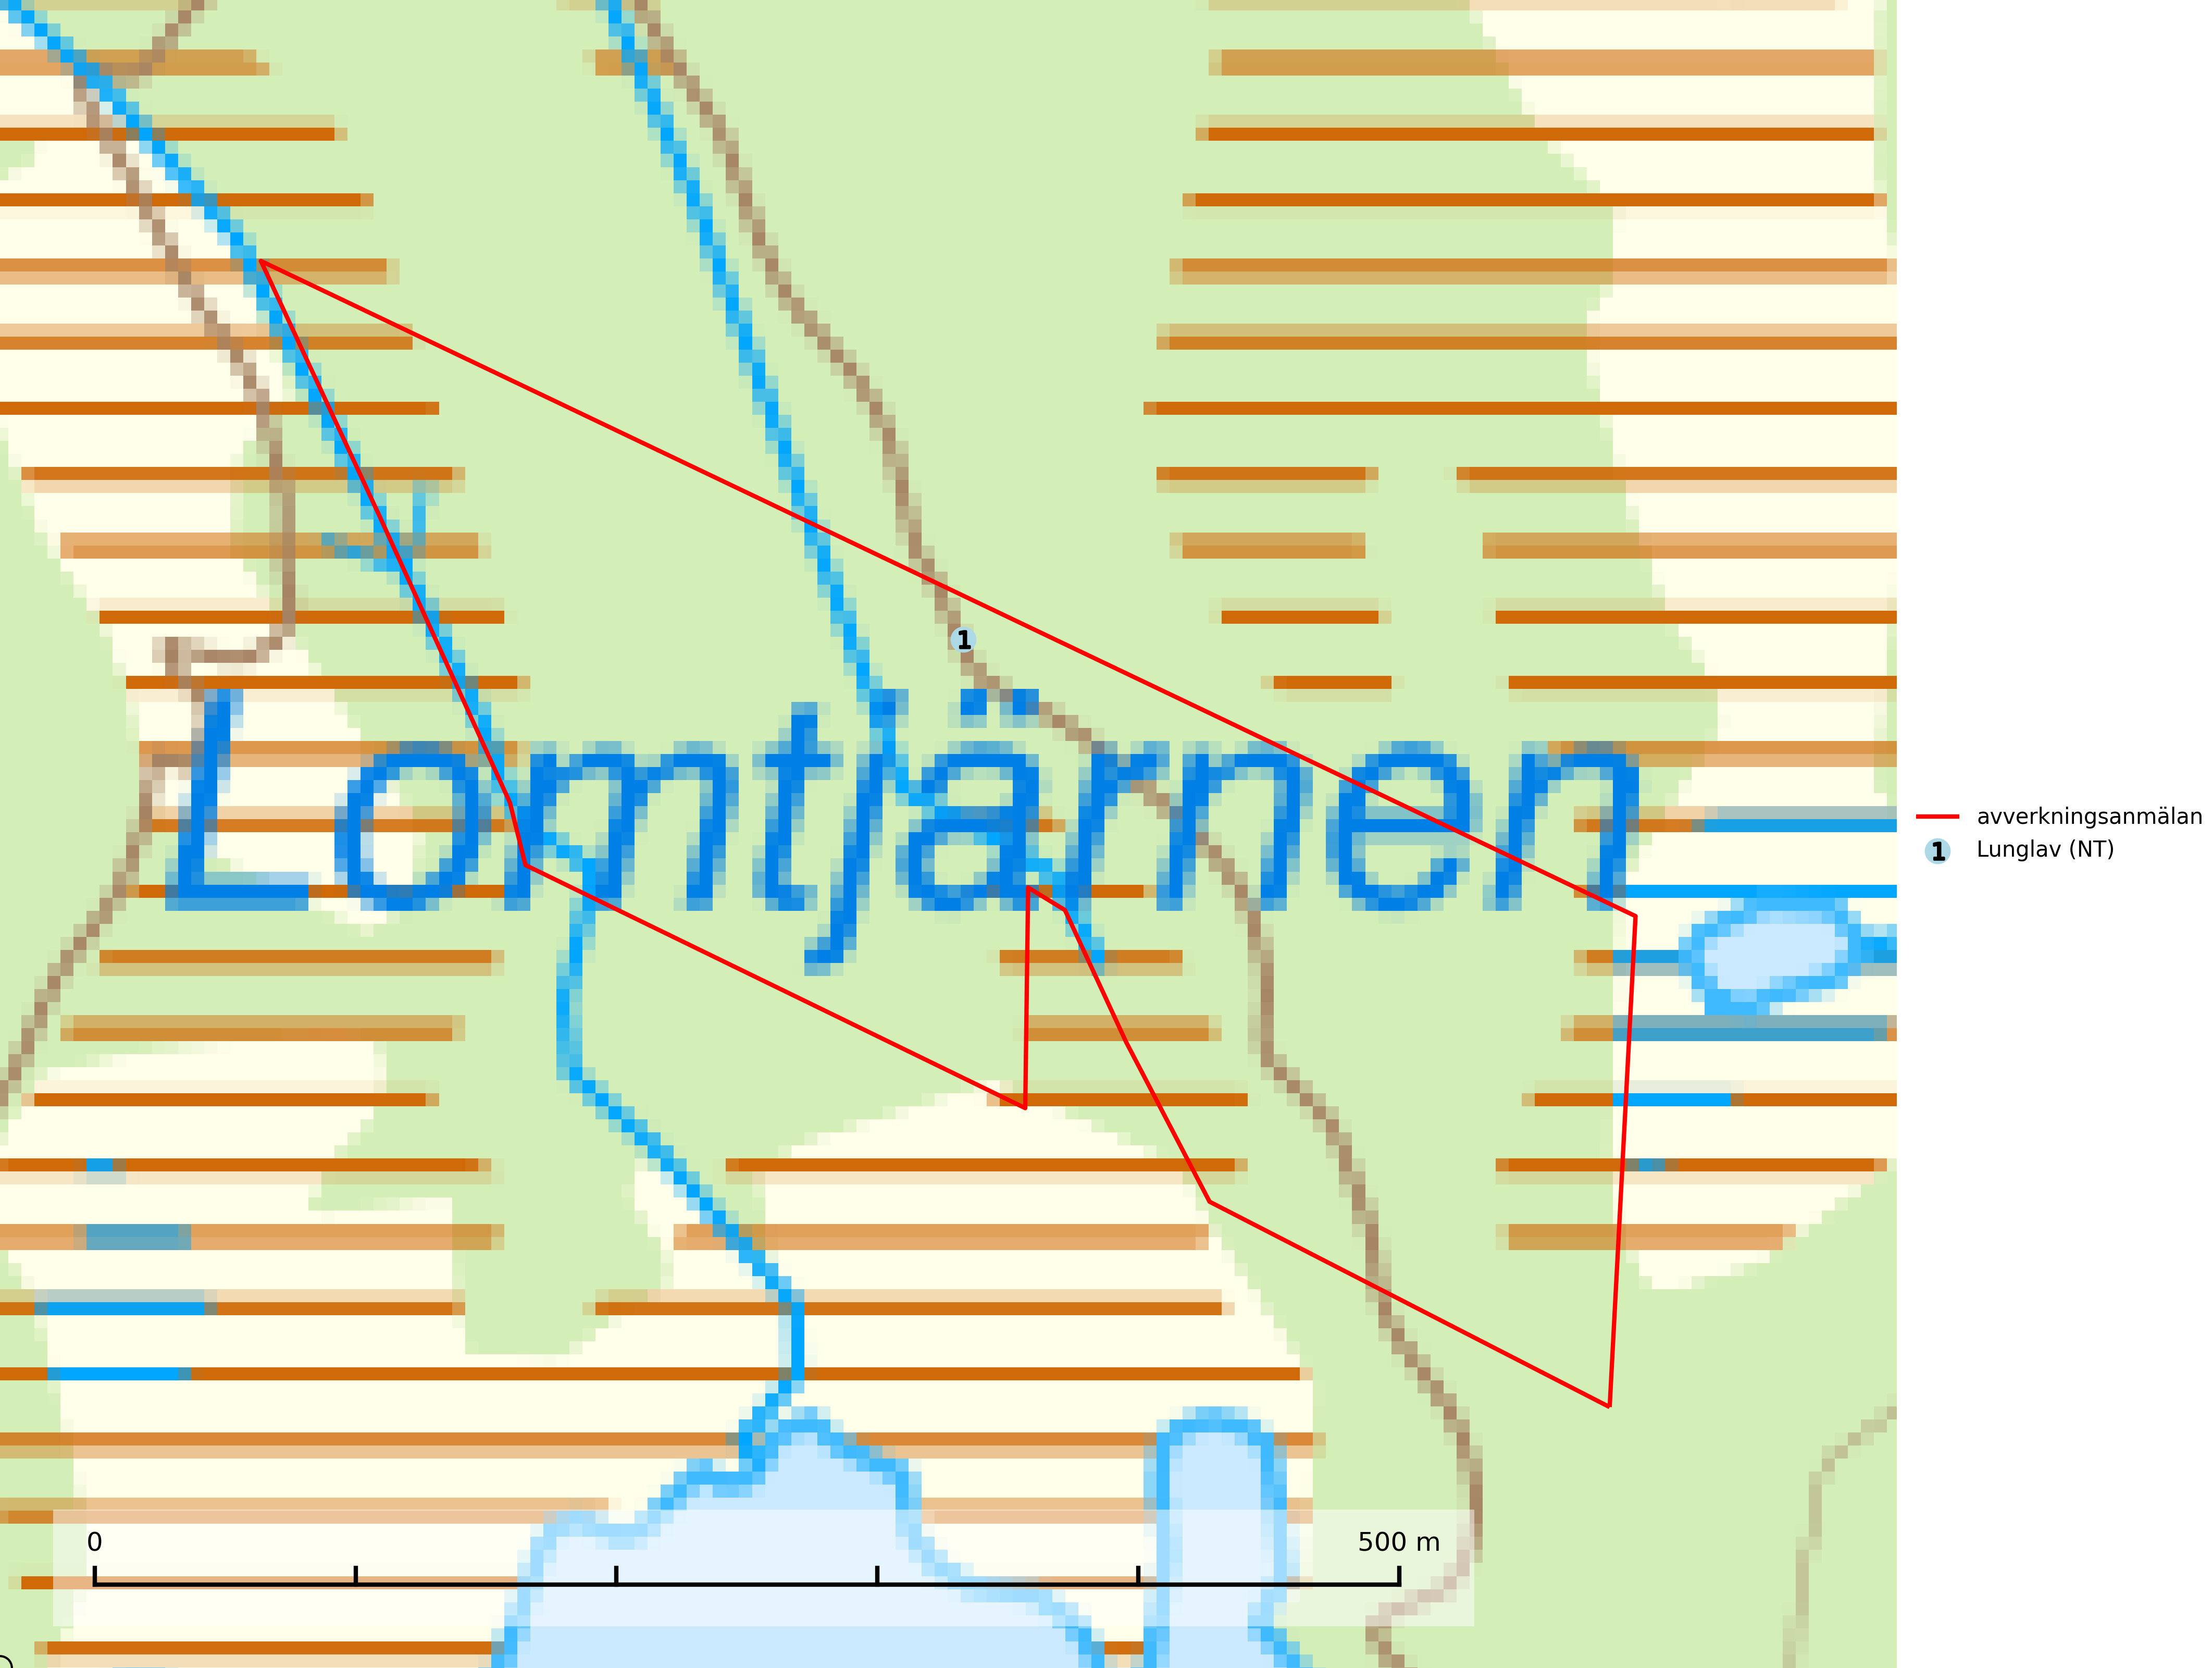 1
Lomtjärnen
avverkningsanmälan
1 Lunglav (NT)
0 500 m